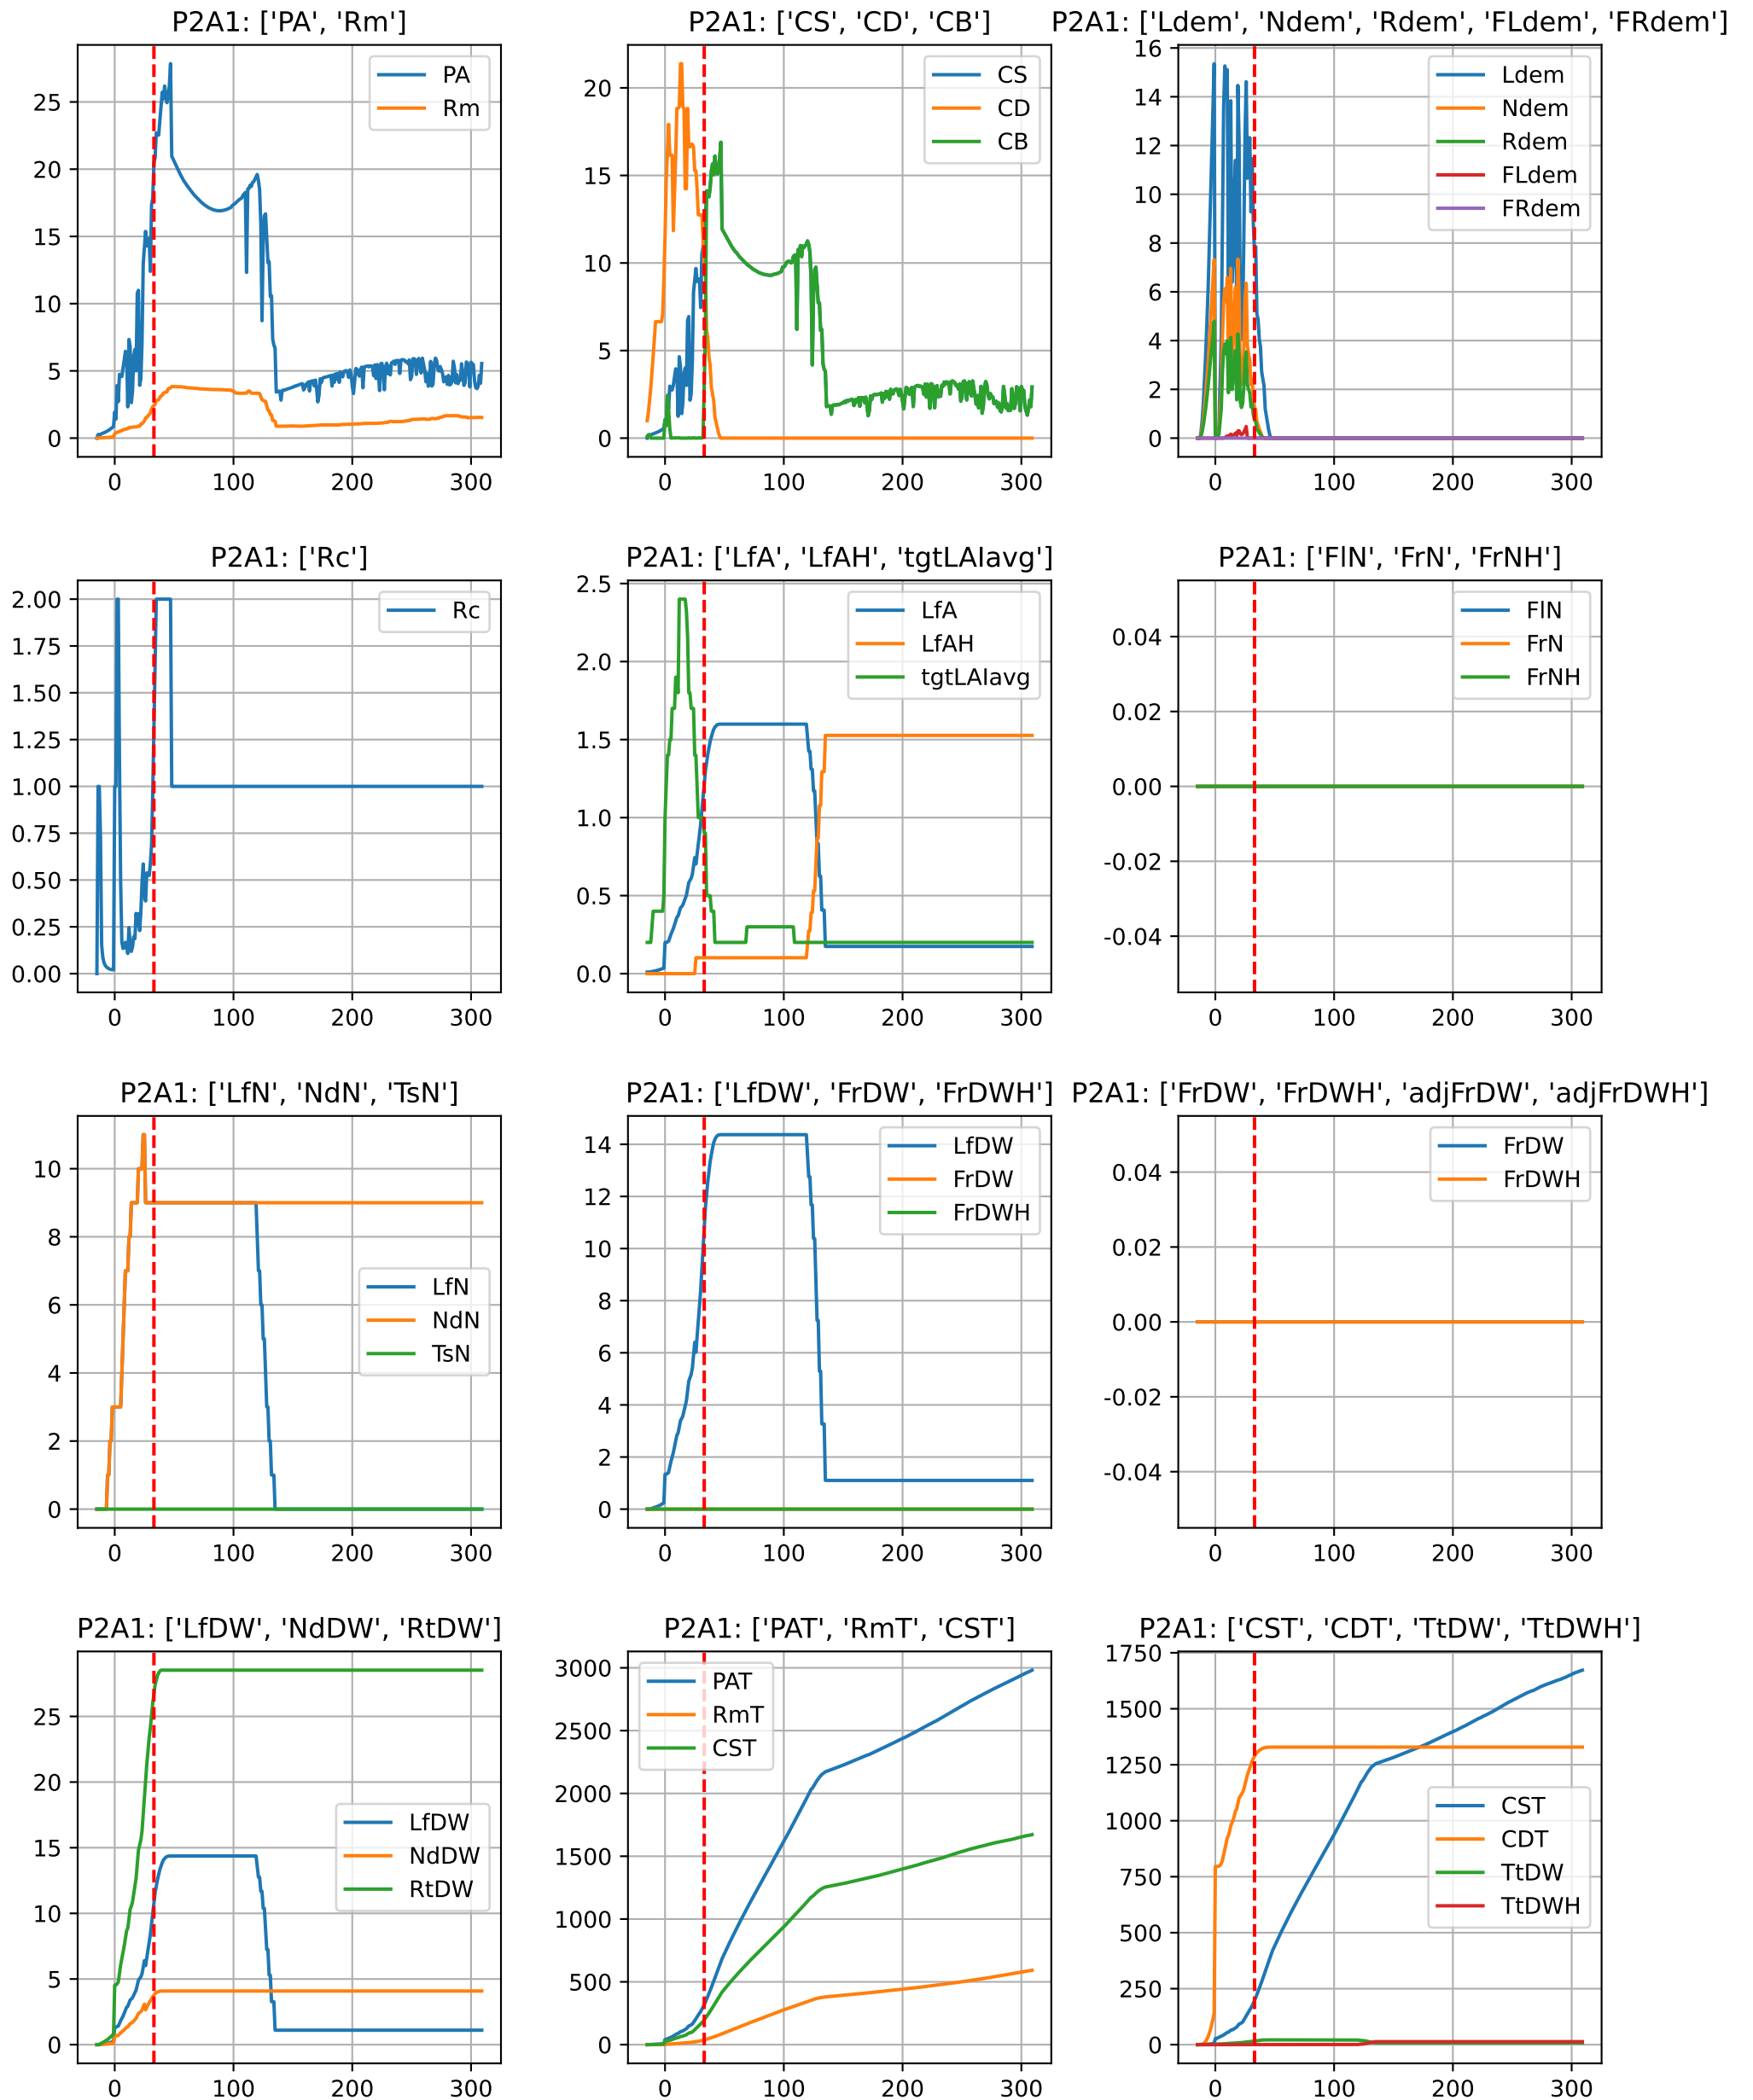 P2A1: ['PA', 'Rm']
PA
Rm
25
20
15
10
5
0
0 100 200 300
P2A1: ['CS', 'CD', 'CB']
CS
CD
CB
20
15
10
5
0
0 100 200 300
P2A1: ['Ldem', 'Ndem', 'Rdem', 'FLdem', 'FRdem']
Ldem
Ndem
Rdem
FLdem
FRdem
16
14
12
10
8
6
4
2
0
0 100 200 300
P2A1: ['Rc']
Rc
2.00
1.75
1.50
1.25
1.00
0.75
0.50
0.25
0.00
0 100 200 300
P2A1: ['LfA', 'LfAH', 'tgtLAIavg']
LfA
LfAH
tgtLAIavg
2.5
2.0
1.5
1.0
0.5
0.0
0 100 200 300
P2A1: ['FlN', 'FrN', 'FrNH']
FlN
FrN
FrNH
0.04
0.02
0.00
-0.02
-0.04
0 100 200 300
P2A1: ['LfN', 'NdN', 'TsN']
LfN
NdN
TsN
10
8
6
4
2
0
0 100 200 300
P2A1: ['LfDW', 'FrDW', 'FrDWH']
LfDW
FrDW
FrDWH
14
12
10
8
6
4
2
0
0 100 200 300
P2A1: ['FrDW', 'FrDWH', 'adjFrDW', 'adjFrDWH']
FrDW
FrDWH
0.04
0.02
0.00
-0.02
-0.04
0 100 200 300
P2A1: ['LfDW', 'NdDW', 'RtDW']
LfDW
NdDW
RtDW
25
20
15
10
5
0
0 100 200 300
P2A1: ['PAT', 'RmT', 'CST']
PAT
RmT
CST
3000
2500
2000
1500
1000
500
0
0 100 200 300
P2A1: ['CST', 'CDT', 'TtDW', 'TtDWH']
CST
CDT
TtDW
TtDWH
1750
1500
1250
1000
750
500
250
0
0 100 200 300